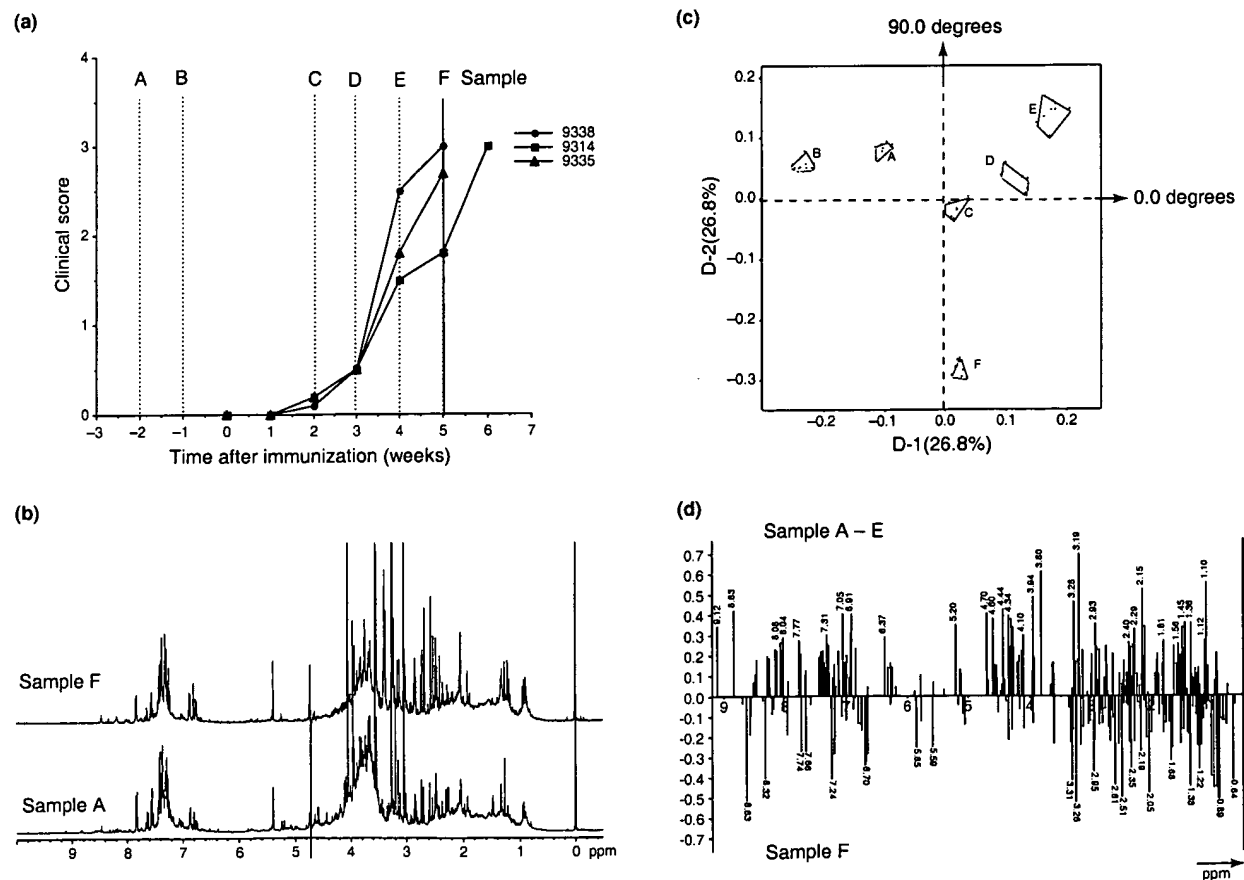 (a)
A B C D E F Sample
9338
9314
9335
4
3
2
1
0
Clinical score
–3 –2 –1 0 1 2 3 4 5 6 7
Time after immunization (weeks)
(c)
90.0 degrees
0.2
0.1
0.0
–0.1
–0.2
–0.3
D-2(26.8%)
E
B
A
D
C
F
0.0 degrees
–0.2 –0.1 0.0 0.1 0.2
D-1(26.8%)
(b)
Sample F
Sample A
9 8 7 6 5 4 3 2 1 0 ppm
(d)
Sample A – E
0.7
0.6
0.5
0.4
0.3
0.2
0.1
0.0
-0.1
-0.2
-0.3
-0.4
-0.5
-0.6
-0.7
9.12 8.83 8.08 8.04 7.77 7.31 7.05 6.91 6.37 5.20 4.70 4.60 4.44 4.34 4.10 3.94 3.80 3.28 3.19 2.93 2.40 2.29 2.15 1.81 1.56 1.45 1.36 1.12 1.10
9 8 7 6 5 3
8.63 8.32 7.74 7.66 7.24 6.70 5.85 5.59 3.31 3.26 2.95 2.61 2.51 2.35 2.18 2.05 1.68 1.38 1.22 0.89 0.64
Sample F
ppm